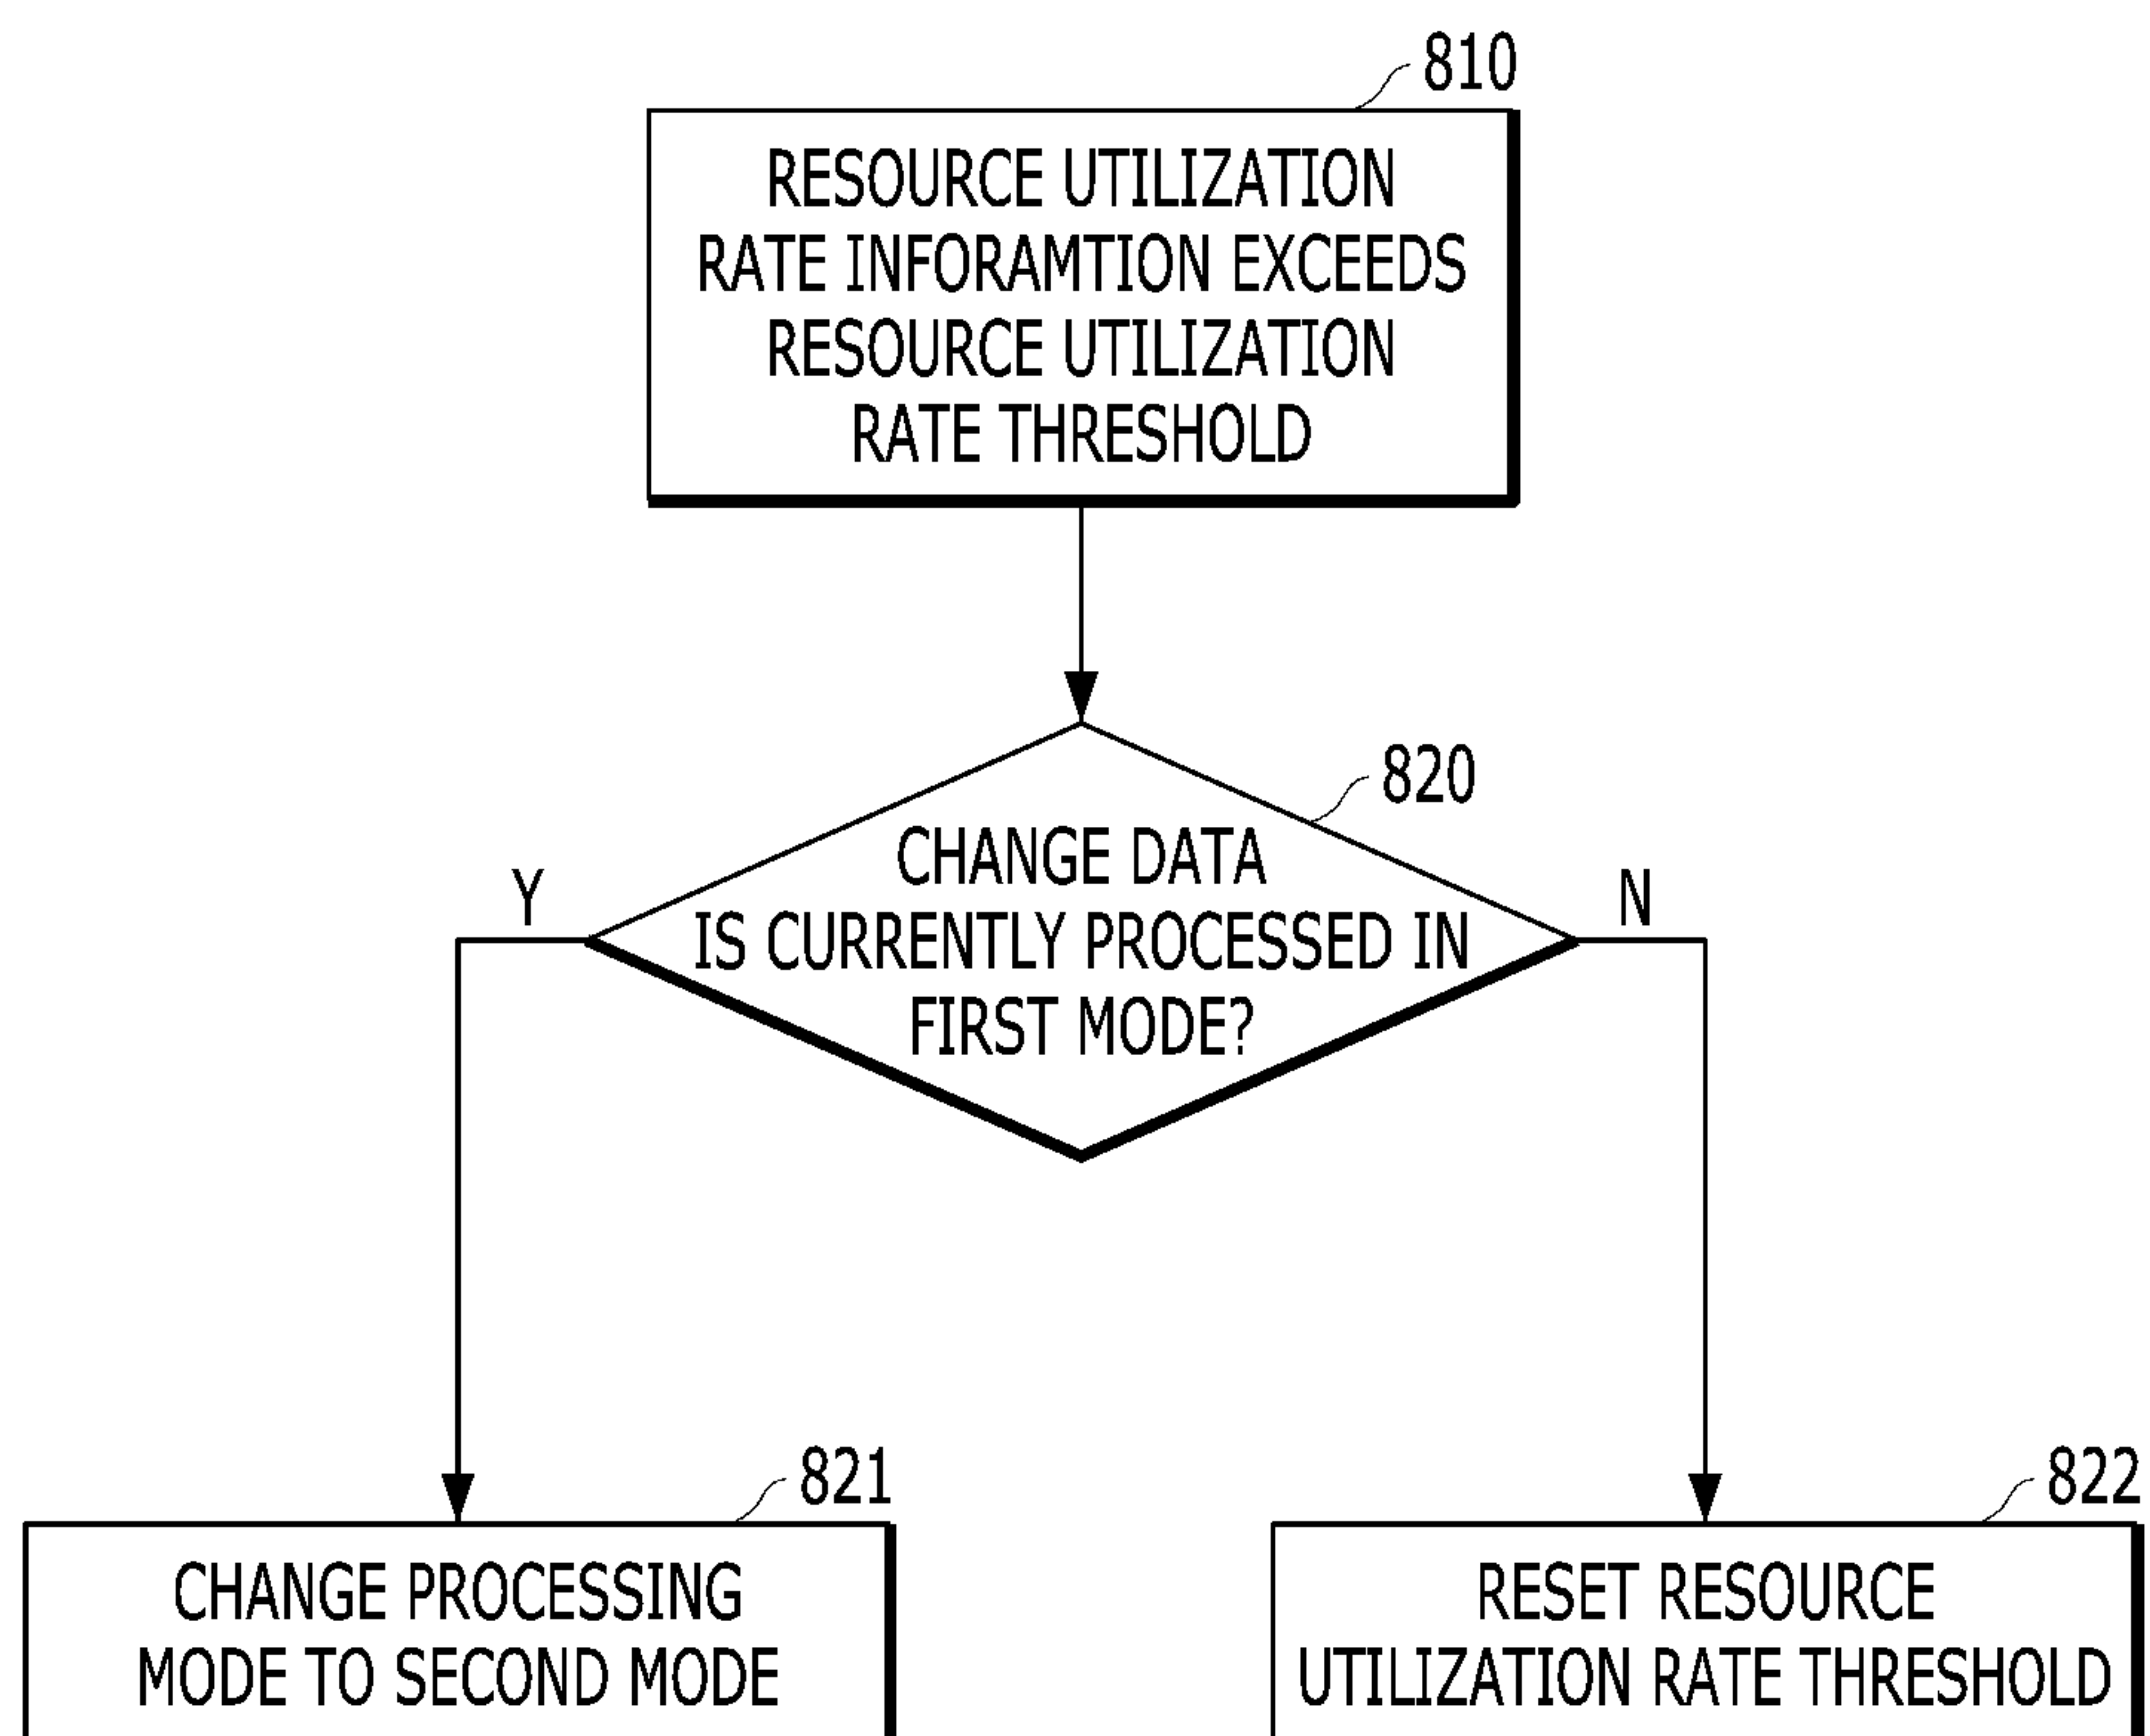 810
RESOURCE UTILIZATION
RATE INFORAMTION EXCEEDS
RESOURCE UTILIZATION
RATE THRESHOLD
820
CHANGE DATA
IS CURRENTLY PROCESSED IN
FIRST MODE?
Y
N
821
CHANGE PROCESSING
MODE TO SECOND MODE
822
RESET RESOURCE
UTILIZATION RATE THRESHOLD